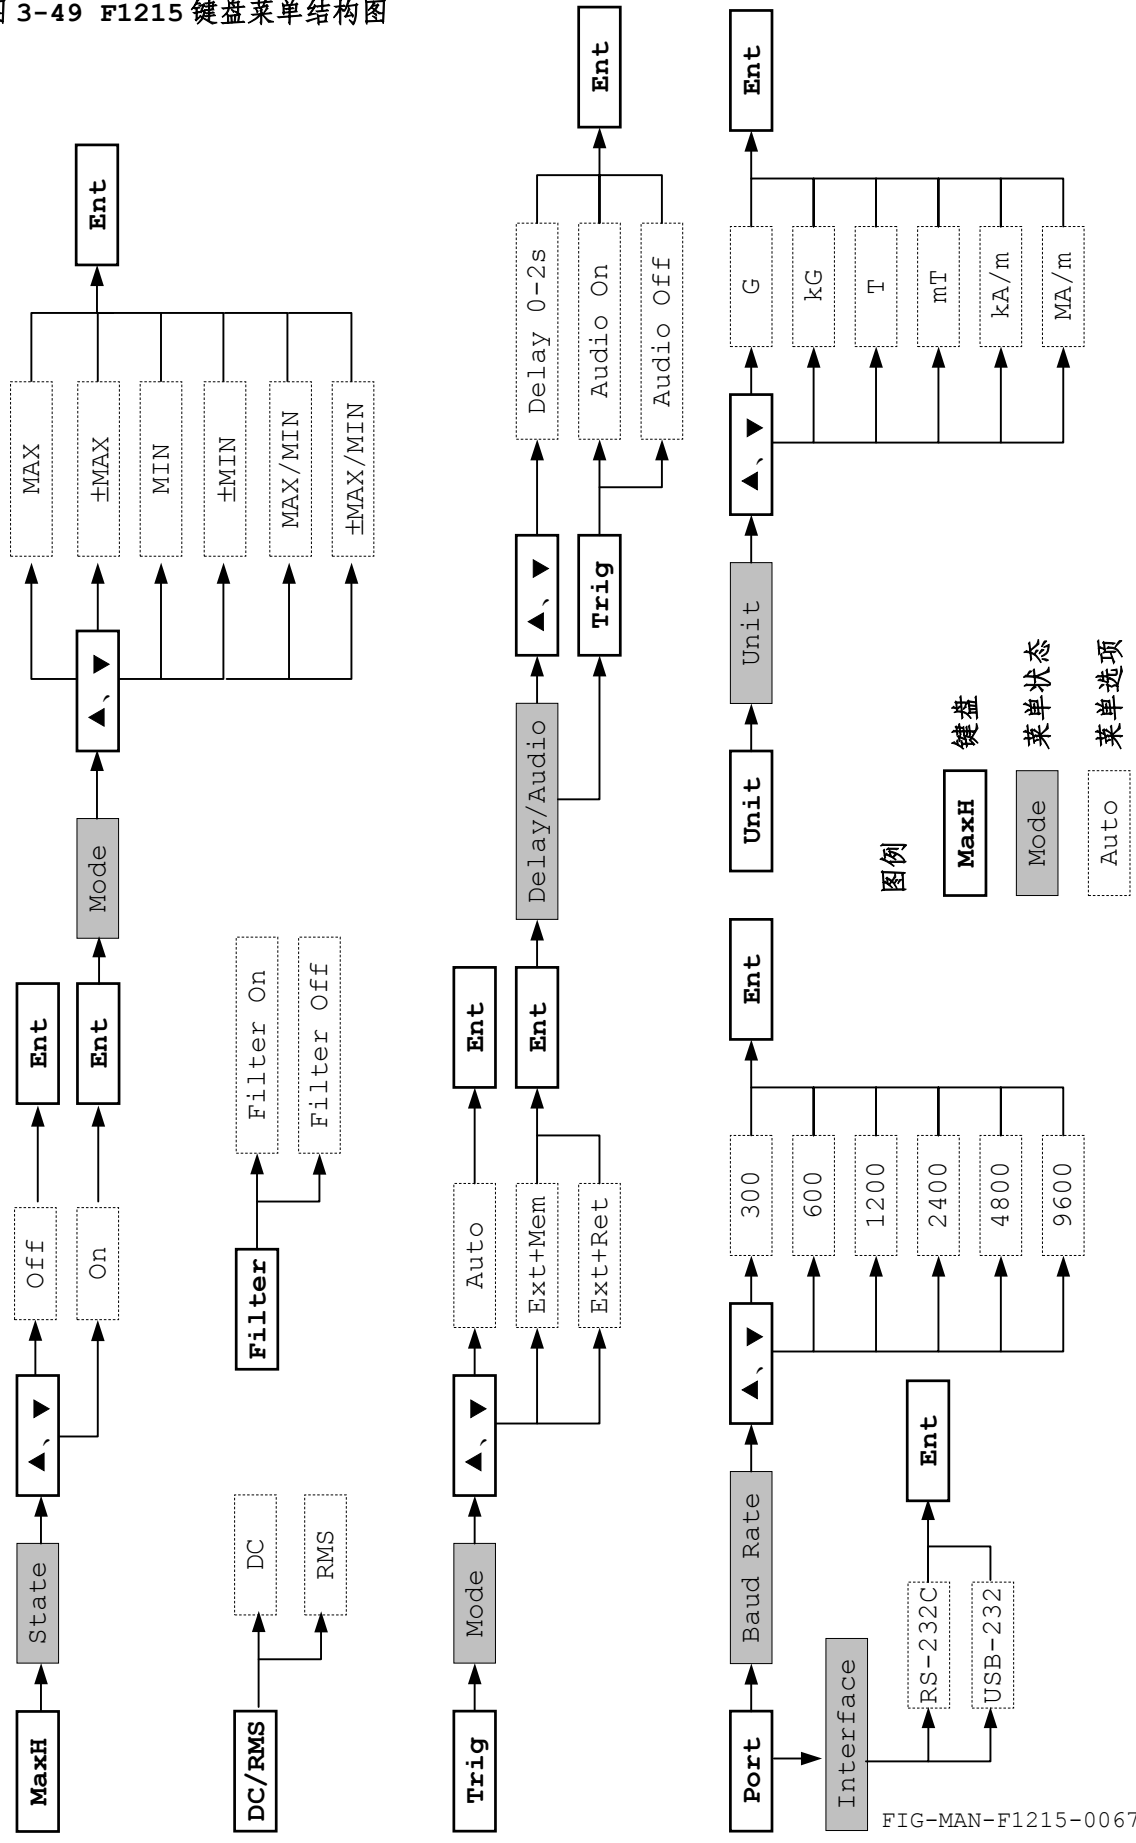 图 3-49 F1215 键盘菜单结构图
MaxH
State
▲、▼
Off
Ent
On
Ent
Mode
▲、▼
MAX
±MAX
MIN
±MIN
MAX/MIN
±MAX/MIN
Ent
DC/RMS
DC
RMS
Filter
Filter On
Filter Off
Trig
Mode
▲、▼
Auto
Ent
Ext+Mem
Ext+Ret
Ent
Delay/Audio
▲、▼
Delay 0-2s
Trig
Audio On
Audio Off
Ent
Port
Baud Rate
▲、▼
300
600
1200
2400
4800
9600
Ent
Interface
RS-232C
USB-232
Ent
Unit
Unit
▲、▼
G
kG
T
mT
kA/m
MA/m
Ent
图例
MaxH 键盘
Mode 菜单状态
Auto 菜单选项
FIG-MAN-F1215-0067